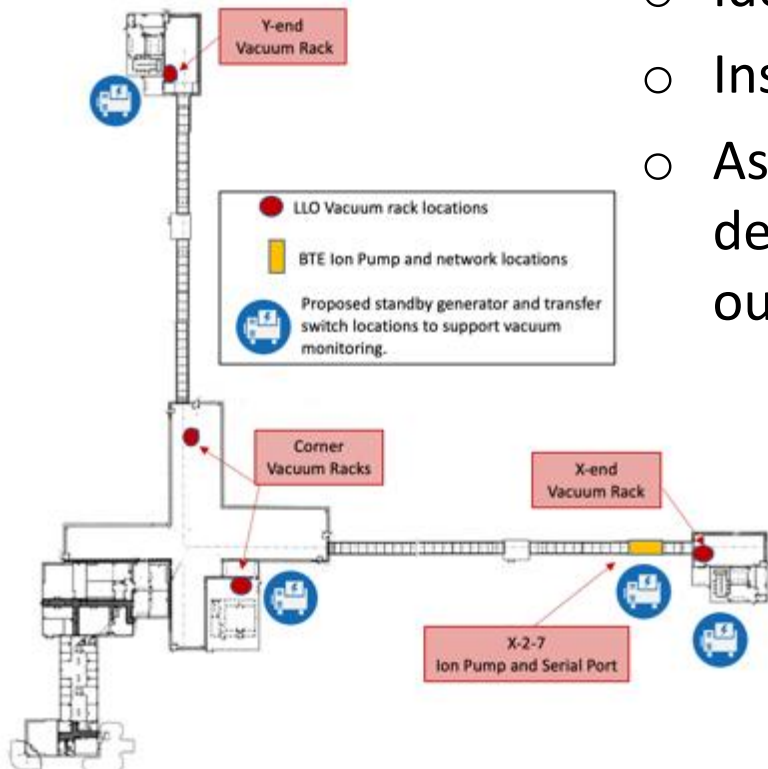 Y-end
Vacuum Rack
Ins
As
de
ou
LLO Vacuum rack locations
BTE Ion Pump and network locations
Proposed standby generator and transfer
switch locations to support vacuum
monitoring.
Corner
Vacuum Racks
X-end
Vacuum Rack
X-2-7
Ion Pump and Serial Port